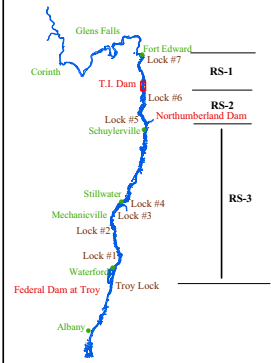 Glens Falls
Fort Edward
Corinth
Lock #7
RS-1
T.I. Dam
Lock #6
RS-2
Northumberland Dam
Lock #5
Schuylerville
RS-3
Stillwater
Lock #4
Mechanicville
Lock #3
Lock #2
Lock #1
Waterford
Federal Dam at Troy
Troy Lock
Albany